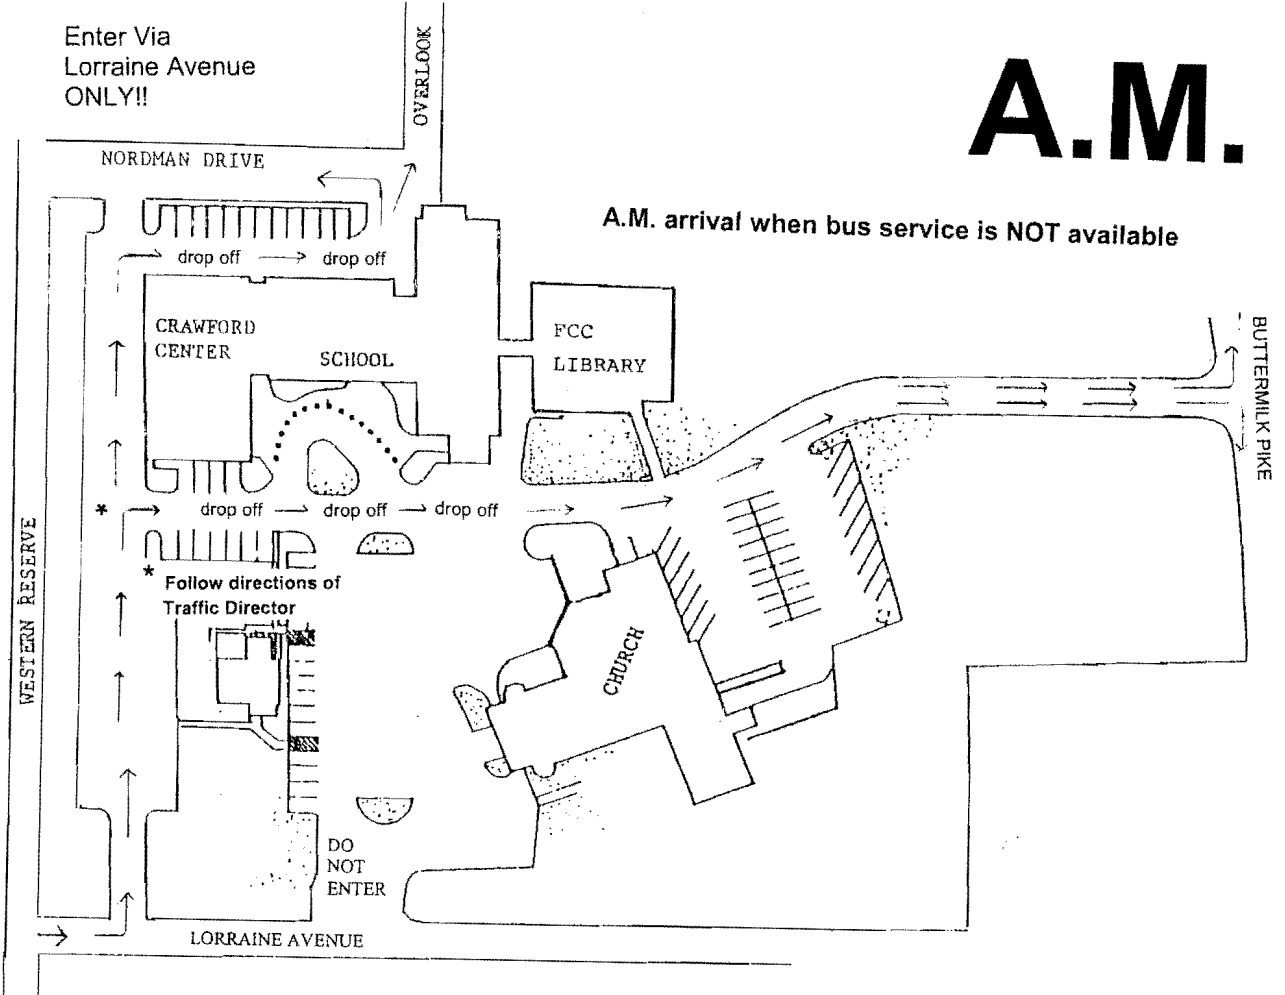 Enter Via
Lorraine Avenue
ONLY!!
OVERLOOK
A.M.
NORDMAN DRIVE
A.M. arrival when bus service is NOT available
drop off
drop off
CRAWFORD
CENTER
SCHOOL
FCC
LIBRARY
BUTTERMILK PIKE
*
drop off
drop off
drop off
*
Follow directions of
Traffic Director
WESTERN RESERVE
CHURCH
DO
NOT
ENTER
LORRAINE AVENUE